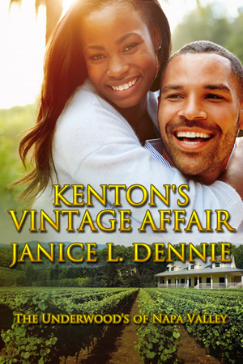 KENTON'S
VINTAGE AFFAIR
JANICE L. DENNIE
THE UNDERWOOD'S OF NAPA VALLEY